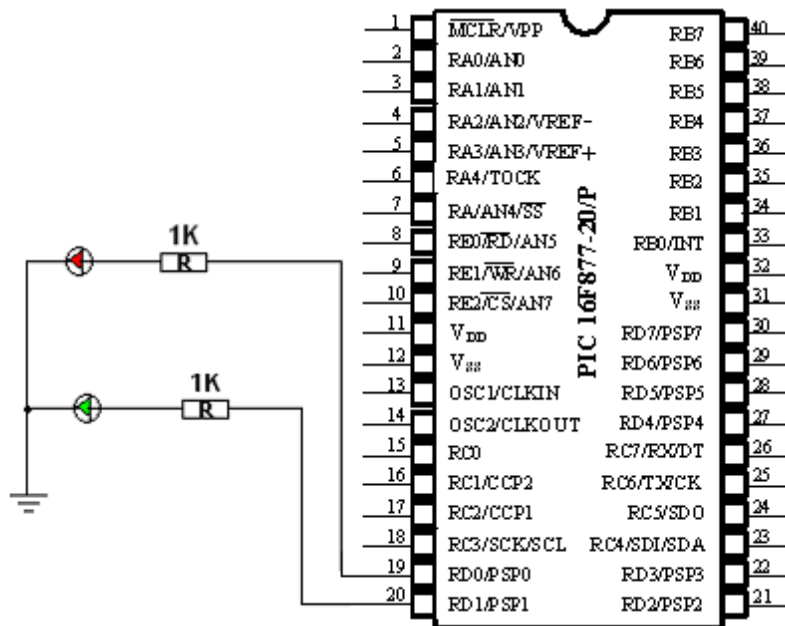 1 MCLR/VPP
2 RA0/AN0
3 RA1/AN1
4 RA2/AN2/VREF-
5 RA3/AN3/VREF+
6 RA4/TOCK
7 RA/AN4/SS
8 RE0/RD/AN5
9 RE1/WR/AN6
10 RE2/CS/AN7
11 VDD
12 Vss
13 OSC1/CLKIN
14 OSC2/CLKOUT
15 RC0
16 RC1/CCP2
17 RC2/CCP1
18 RC3/SCK/SCL
19 RD0/PSP0
20 RD1/PSP1
PIC 16F877-20/P
RB7 40
RB6 39
RB5 38
RB4 37
RB3 36
RB2 35
RB1 34
RB0/INT 33
VDD 32
Vss 31
RD7/PSP7 30
RD6/PSP6 29
RD5/PSP5 28
RD4/PSP4 27
RC7/RX/DT 26
RC6/TX/CK 25
RC5/SDO 24
RC4/SDI/SDA 23
RD3/PSP3 22
RD2/PSP2 21
1K
R
1K
R